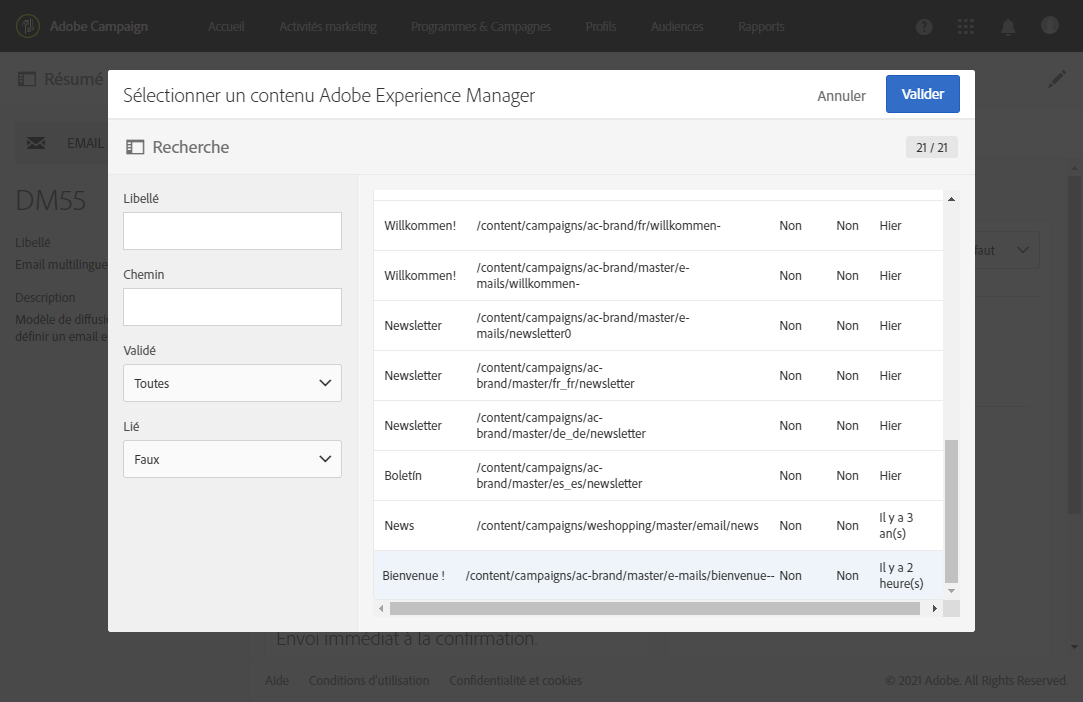 Adobe Campaign
Accueil
Activités marketing
Programmes & Campagnes
Profils
Audiences
Rapports
Résumé
Sélectionner un contenu Adobe Experience Manager
Annuler
Valider
EMAIL
Recherche
21 / 21
DM55
Libellé
Email multilingue
Description
Modèle de diffusi
définir un email e
Libellé
Chemin
Validé
Toutes
Lié
Faux
Willkommen! /content/campaigns/ac-brand/fr/willkommen- Non Non Hier
Willkommen! /content/campaigns/ac-brand/master/e-
mails/willkommen- Non Non Hier
Newsletter /content/campaigns/ac-brand/master/e-
mails/newsletter0 Non Non Hier
Newsletter /content/campaigns/ac-
brand/master/fr_fr/newsletter Non Non Hier
Newsletter /content/campaigns/ac-
brand/master/de_de/newsletter Non Non Hier
Boletín /content/campaigns/ac-
brand/master/es_es/newsletter Non Non Hier
News /content/campaigns/weshopping/master/email/news Non Non Il y a 3
an(s)
Bienvenue ! /content/campaigns/ac-brand/master/e-mails/bienvenue-- Non Non Il y a 2
heure(s)
faut
Envoi immédiat à la confirmation.
Aide
Conditions d'utilisation
Confidentialité et cookies
© 2021 Adobe. All Rights Reserved.